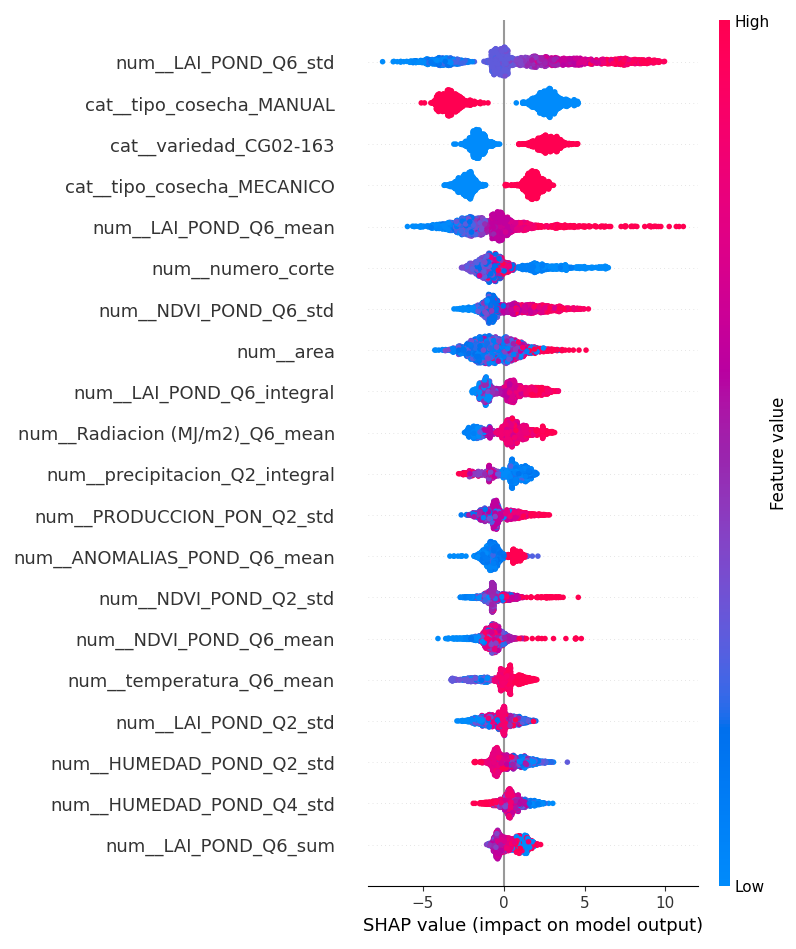 High
num__LAI_POND_Q6_std
cat__tipo_cosecha_MANUAL
cat__variedad_CG02-163
cat__tipo_cosecha_MECANICO
num__LAI_POND_Q6_mean
num__numero_corte
num__NDVI_POND_Q6_std
num__area
num__LAI_POND_Q6_integral
num__Radiacion (MJ/m2)_Q6_mean
num__precipitacion_Q2_integral
num__PRODUCCION_PON_Q2_std
num__ANOMALIAS_POND_Q6_mean
num__NDVI_POND_Q2_std
num__NDVI_POND_Q6_mean
num__temperatura_Q6_mean
num__LAI_POND_Q2_std
num__HUMEDAD_POND_Q2_std
num__HUMEDAD_POND_Q4_std
num__LAI_POND_Q6_sum
Feature value
Low
−5 0 5 10
SHAP value (impact on model output)